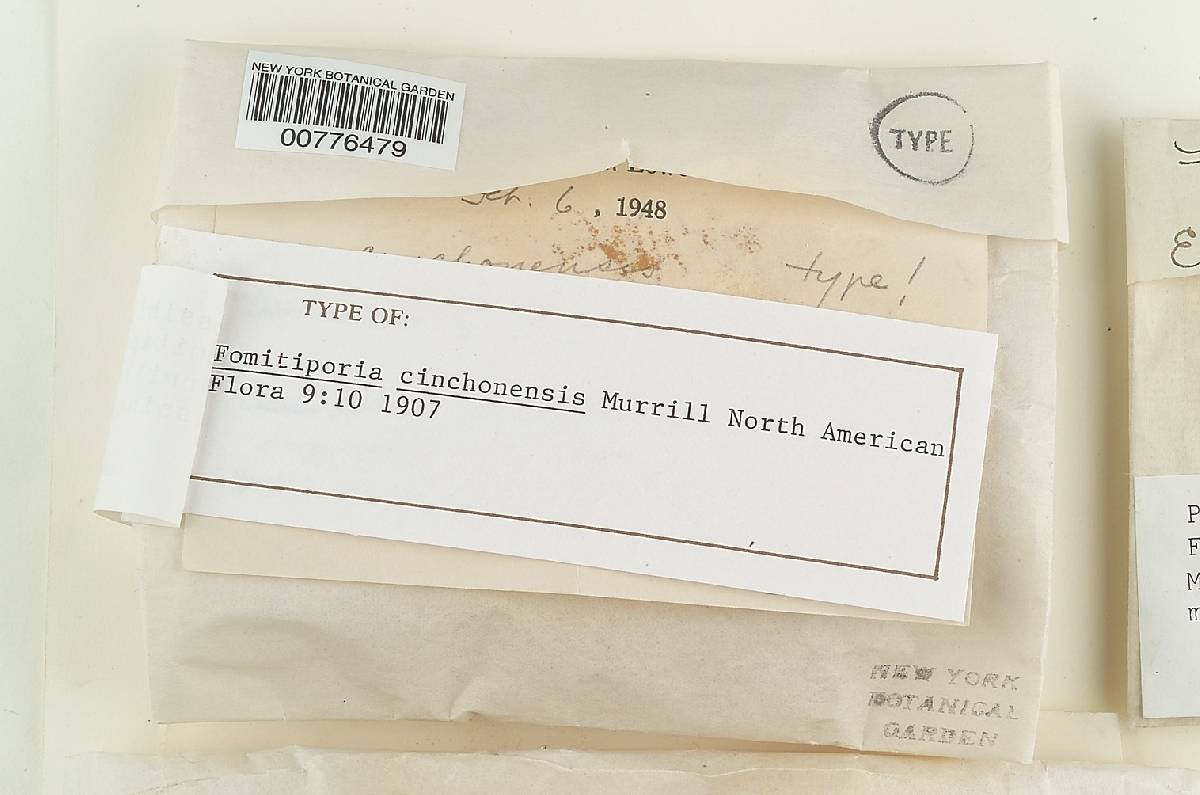 NEW YORK BOTANICAL GARDEN
00776479
TYPE
6, 1948
type!
TYPE OF:
Fomitiporia cinchonensis Murrill North American
Flora 9:10 1907
NEW YORK
BOTANICAL
GARDEN
P
F
M
m